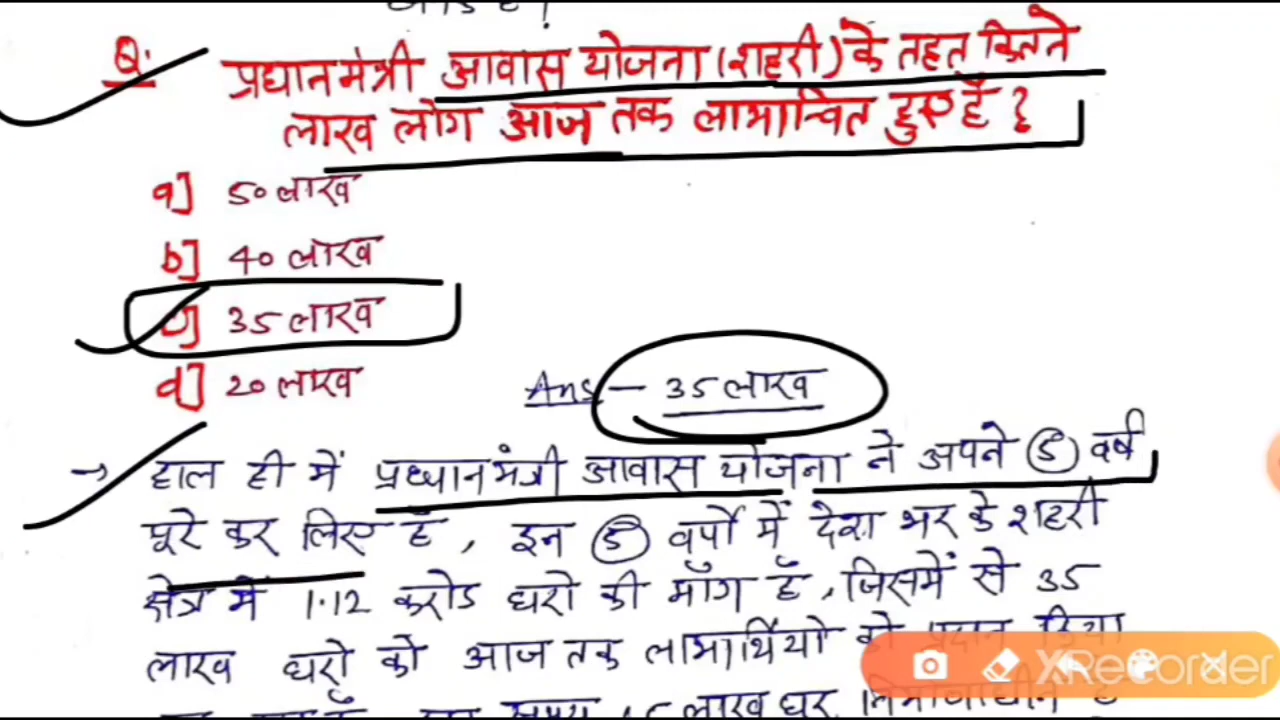 Q. प्रधानमंत्री आवास योजना (शहरी) के तहत कितने
लाख लोग आज तक लाभान्वित हुए हैं ?
a] 50 लाख
b] 40 लाख
c] 35 लाख
d] 20 लाख
Ans - 35 लाख
→ हाल ही में प्रध्धानमंत्री आवास योजना ने अपने 5 वर्ष
पूरे कर लिए हैं, इन 5 वर्षों में देश भर के शहरी
क्षेत्र में 1.12 करोड घरो की माँग हैं, जिसमें से 35
लाख घरो को आज तक लाभार्थियो को प्रदान किया
लाख घर निर्माणाधीन है
XRecorder